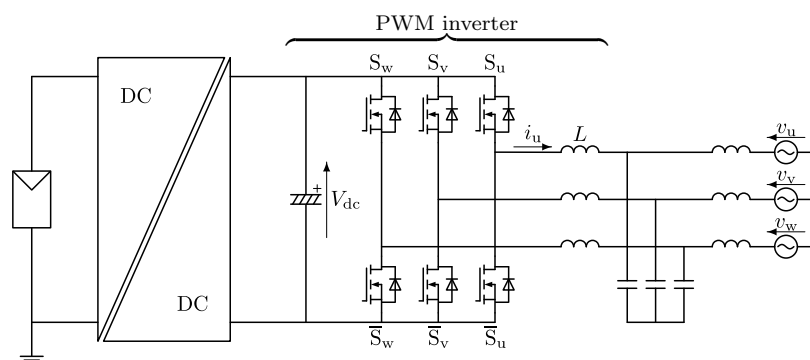 PWM inverter
S_w S_v S_u
DC
i_u L v_u
+
V_dc v_v
v_w
DC
S̅_w S̅_v S̅_u